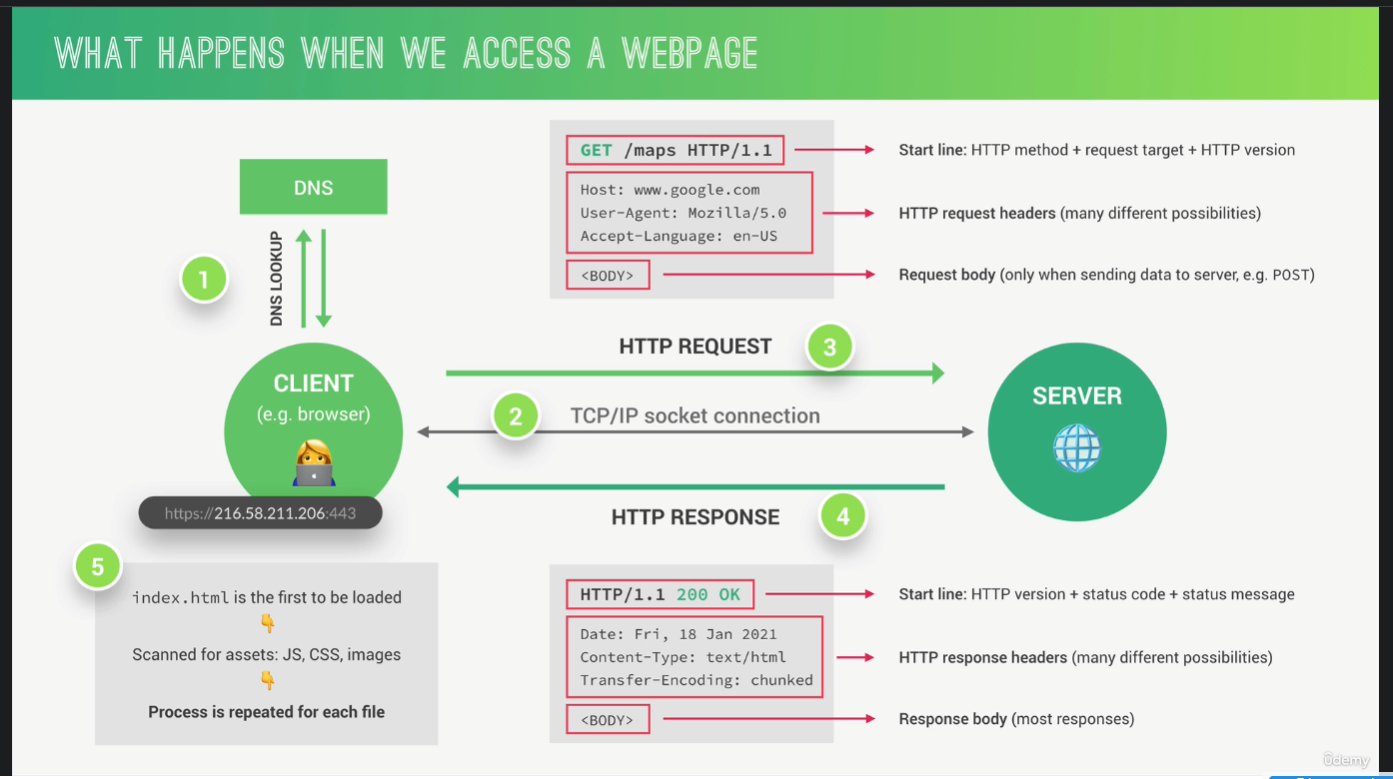 WHAT HAPPENS WHEN WE ACCESS A WEBPAGE
DNS
DNS LOOKUP
1
CLIENT
(e.g. browser)
https://216.58.211.206:443
GET /maps HTTP/1.1
Start line: HTTP method + request target + HTTP version
Host: www.google.com
User-Agent: Mozilla/5.0
Accept-Language: en-US
HTTP request headers (many different possibilities)
<BODY>
Request body (only when sending data to server, e.g. POST)
HTTP REQUEST
3
2
TCP/IP socket connection
SERVER
HTTP RESPONSE
4
5
index.html is the first to be loaded
Scanned for assets: JS, CSS, images
Process is repeated for each file
HTTP/1.1 200 OK
Start line: HTTP version + status code + status message
Date: Fri, 18 Jan 2021
Content-Type: text/html
Transfer-Encoding: chunked
HTTP response headers (many different possibilities)
<BODY>
Response body (most responses)
ûdemy